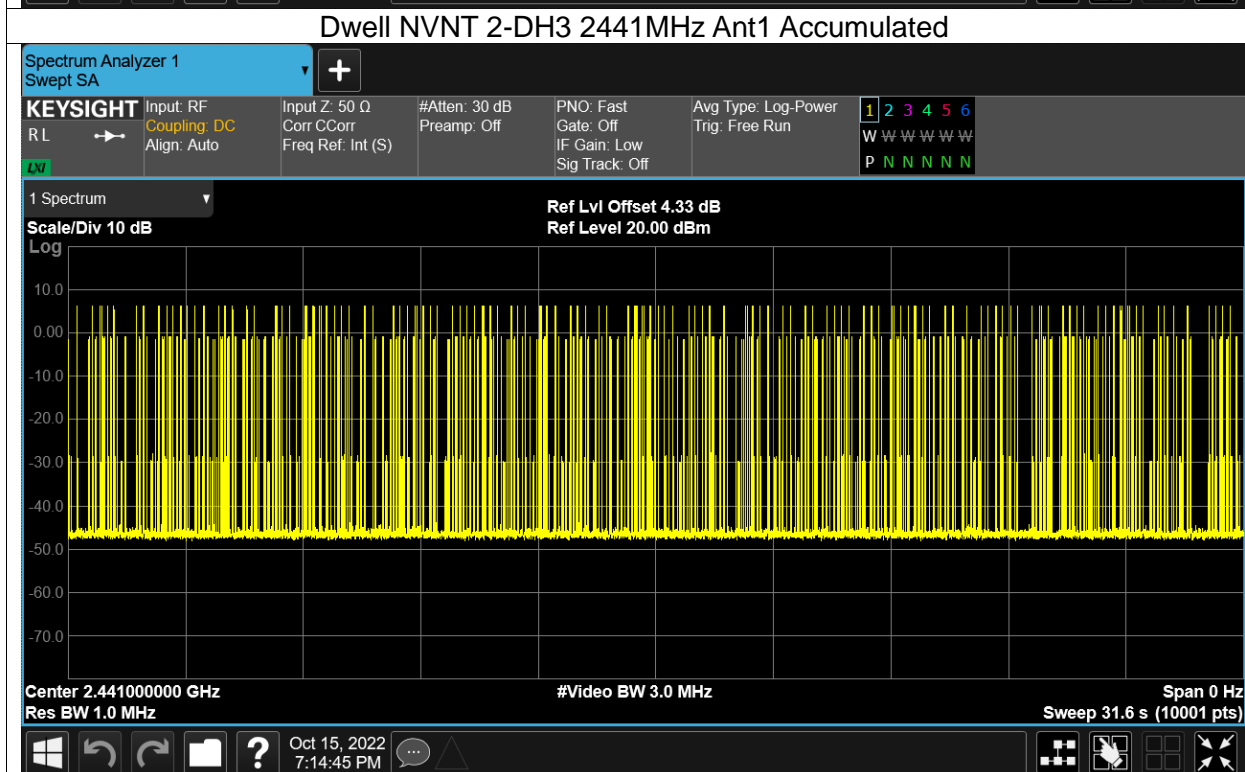 Dwell NVNT 2-DH3 2441MHz Ant1 Accumulated
Spectrum Analyzer 1
Swept SA
KEYSIGHT Input: RF Input Z: 50 Ω #Atten: 30 dB PNO: Fast Avg Type: Log-Power 1 2 3 4 5 6
RL Coupling: DC Corr CCorr Preamp: Off Gate: Off Trig: Free Run W W W W W W
Align: Auto Freq Ref: Int (S) IF Gain: Low
LXI Sig Track: Off P N N N N N
1 Spectrum Ref Lvl Offset 4.33 dB
Scale/Div 10 dB Ref Level 20.00 dBm
Log
10.0
0.00
-10.0
-20.0
-30.0
-40.0
-50.0
-60.0
-70.0
Center 2.441000000 GHz #Video BW 3.0 MHz Span 0 Hz
Res BW 1.0 MHz Sweep 31.6 s (10001 pts)
? Oct 15, 2022
7:14:45 PM